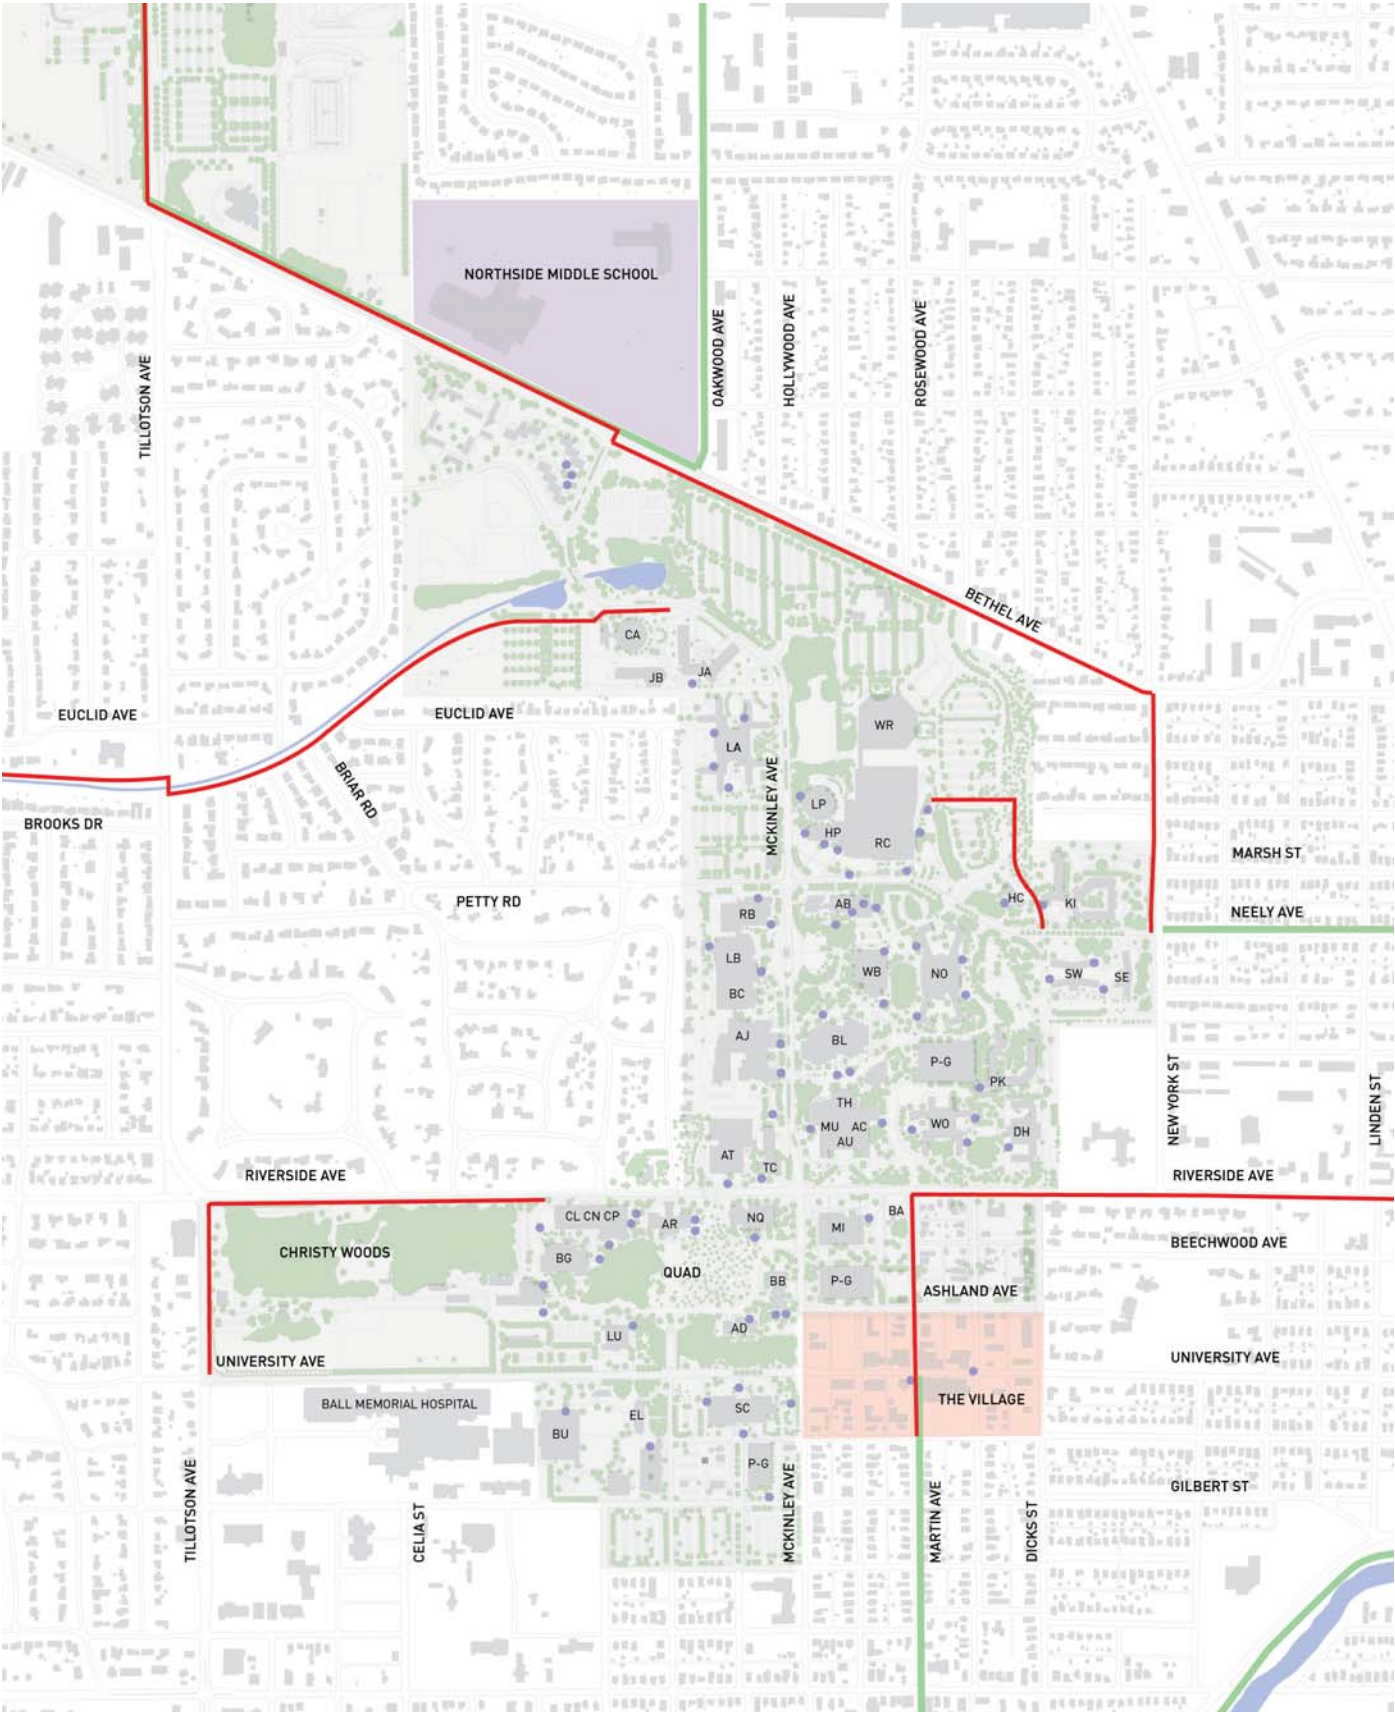 NORTHSIDE MIDDLE SCHOOL
OAKWOOD AVE
HOLLYWOOD AVE
ROSEWOOD AVE
TILLOTSON AVE
BETHEL AVE
CA
JB
JA
EUCLID AVE
EUCLID AVE
WR
LA
BRIAR RD
MCKINLEY AVE
LP
BROOKS DR
HP
RC
MARSH ST
PETTY RD
HC
KI
AB
RB
NEELY AVE
LB
WB
NO
SW
SE
BC
AJ
BL
P-G
PK
NEW YORK ST
LINDEN ST
TH
MU
AC
AU
WO
DH
AT
TC
RIVERSIDE AVE
RIVERSIDE AVE
CL CN CP
AR
NQ
MI
BA
CHRISTY WOODS
BEECHWOOD AVE
BG
QUAD
BB
P-G
ASHLAND AVE
AD
LU
UNIVERSITY AVE
UNIVERSITY AVE
BALL MEMORIAL HOSPITAL
THE VILLAGE
SC
EL
BU
P-G
GILBERT ST
TILLOTSON AVE
CELIA ST
MCKINLEY AVE
MARTIN AVE
DICKS ST